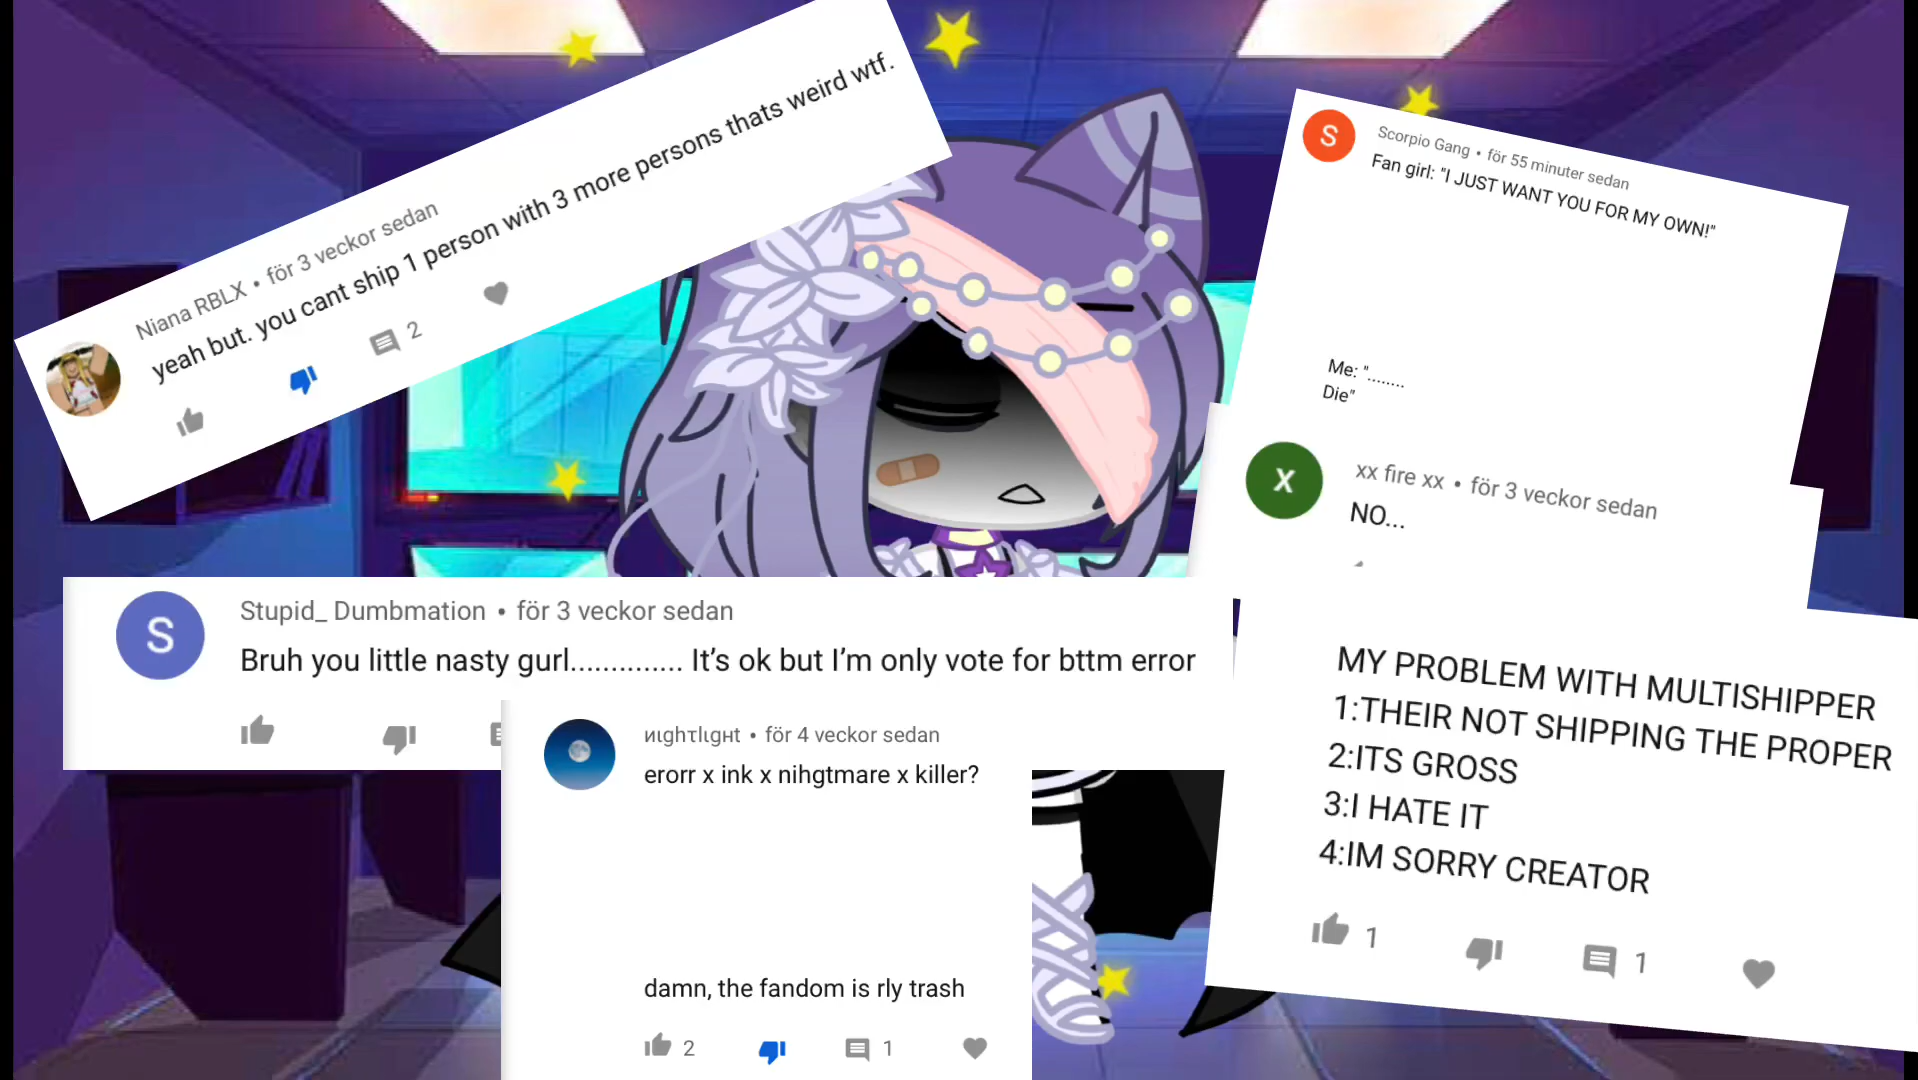 Niana RBLX • för 3 veckor sedan
yeah but. you cant ship 1 person with 3 more persons thats weird wtf.
2
S
Scorpio Gang • för 55 minuter sedan
Fan girl: "I JUST WANT YOU FOR MY OWN!"
Me: "........
Die"
X
xx fire xx • för 3 veckor sedan
NO...
S
Stupid_ Dumbmation • för 3 veckor sedan
Bruh you little nasty gurl.............. It's ok but I'm only vote for bttm error
MY PROBLEM WITH MULTISHIPPER
1:THEIR NOT SHIPPING THE PROPER
2:ITS GROSS
3:I HATE IT
4:IM SORRY CREATOR
1 1
иιgнтlιgнt • för 4 veckor sedan
erorr x ink x nihgtmare x killer?
damn, the fandom is rly trash
2 1